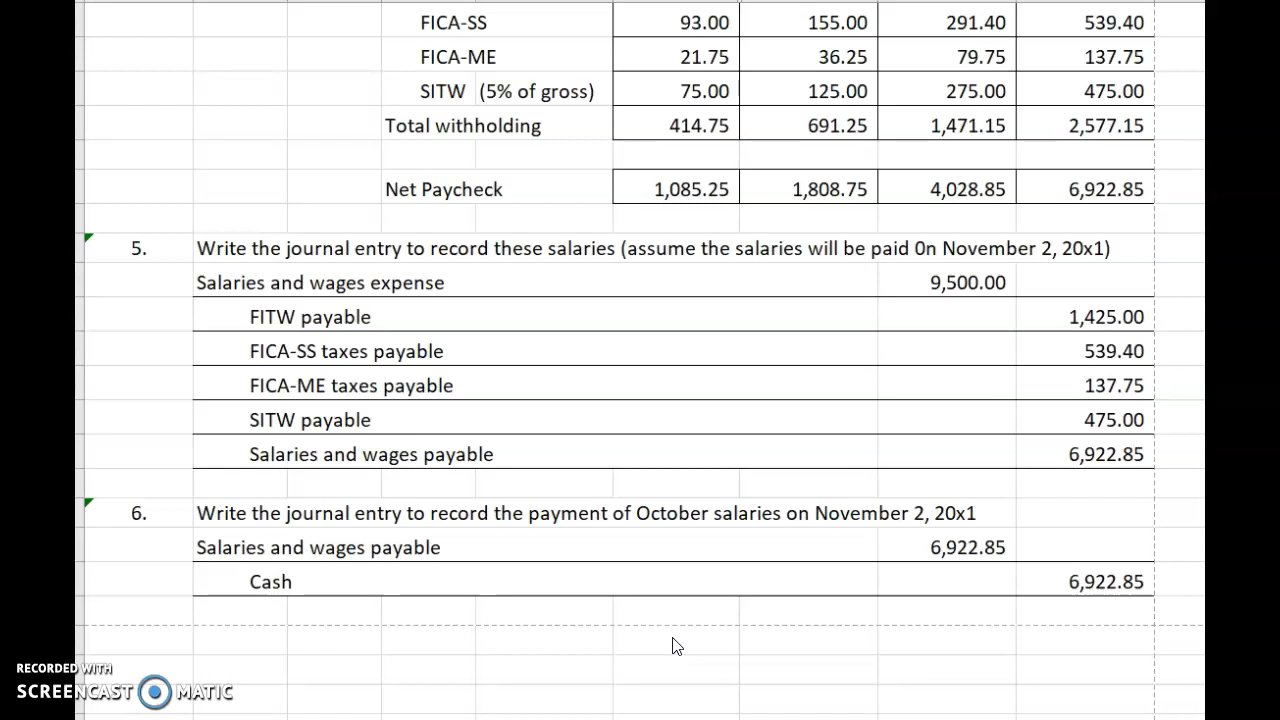 FICA-SS 93.00 155.00 291.40 539.40
FICA-ME 21.75 36.25 79.75 137.75
SITW (5% of gross) 75.00 125.00 275.00 475.00
Total withholding 414.75 691.25 1,471.15 2,577.15
Net Paycheck 1,085.25 1,808.75 4,028.85 6,922.85
5. Write the journal entry to record these salaries (assume the salaries will be paid 0n November 2, 20x1)
Salaries and wages expense 9,500.00
FITW payable 1,425.00
FICA-SS taxes payable 539.40
FICA-ME taxes payable 137.75
SITW payable 475.00
Salaries and wages payable 6,922.85
6. Write the journal entry to record the payment of October salaries on November 2, 20x1
Salaries and wages payable 6,922.85
Cash 6,922.85
RECORDED WITH
SCREENCAST MATIC